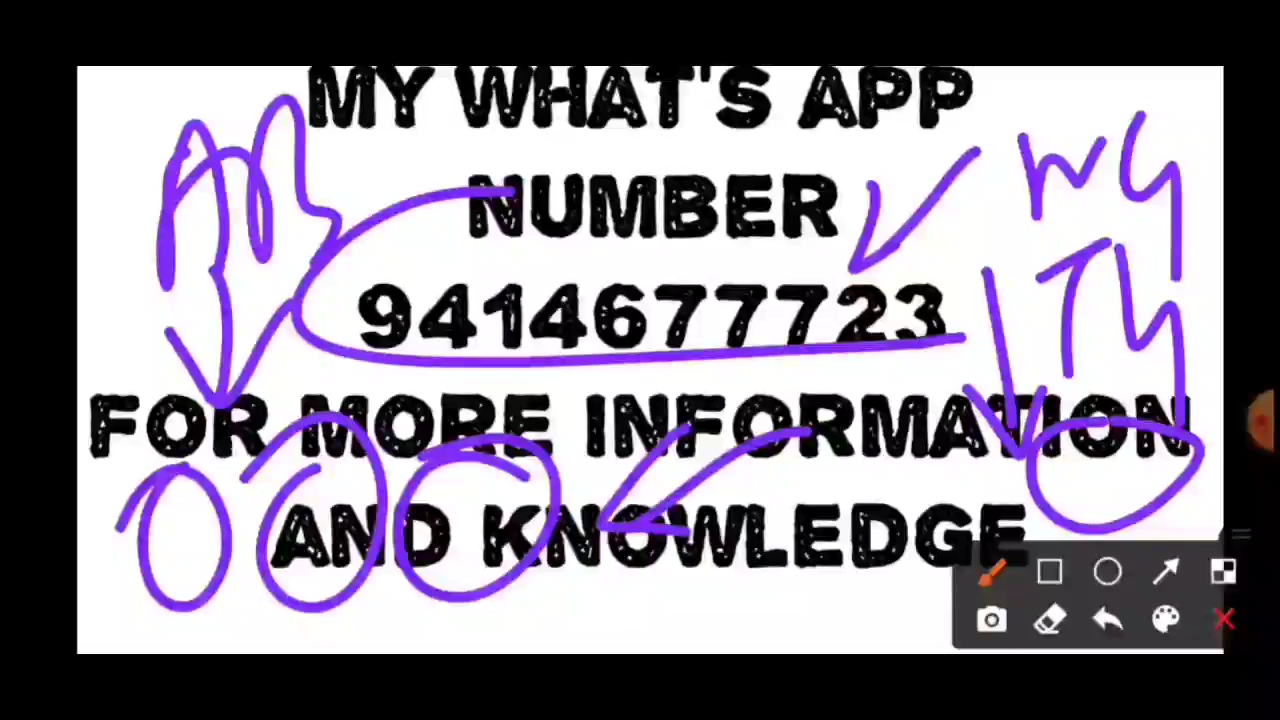 MY WHAT'S APP
NUMBER
9414677723
FOR MORE INFORMATION
AND KNOWLEDGE